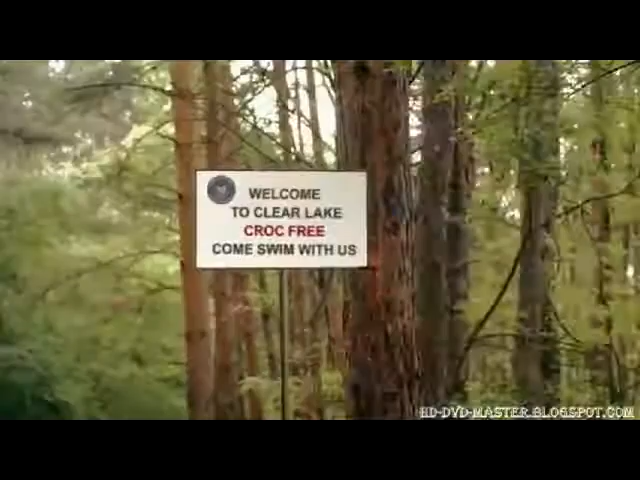 WELCOME
TO CLEAR LAKE
CROC FREE
COME SWIM WITH US
HD-DVD-MASTER.BLOGSPOT.COM